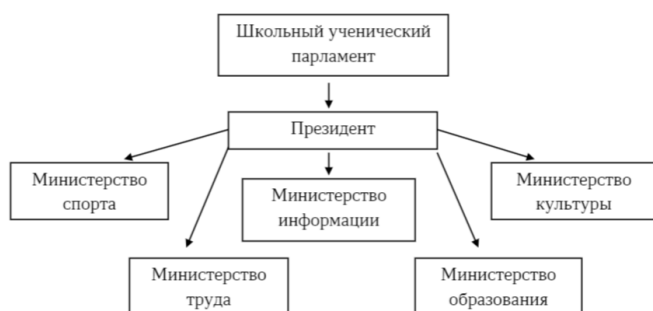 Школьный ученический
парламент
Президент
Министерство
спорта
Министерство
информации
Министерство
культуры
Министерство
труда
Министерство
образования